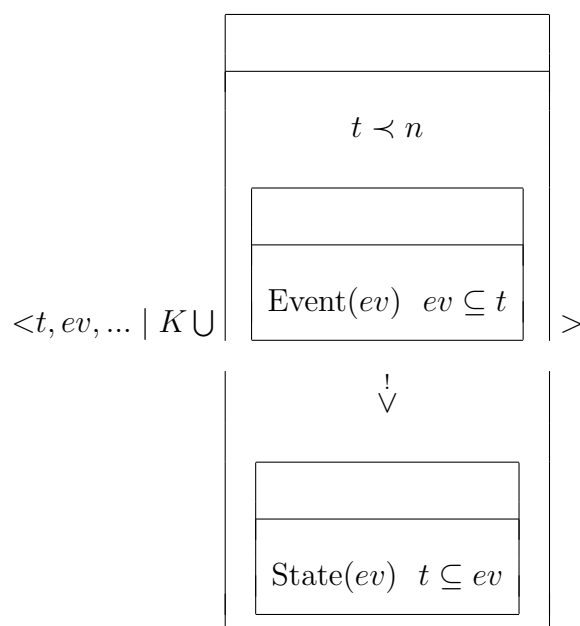 t ≺ n
Event(ev) ev ⊆ t
<t, ev, ... | K ⋃ >
!
∨
State(ev) t ⊆ ev